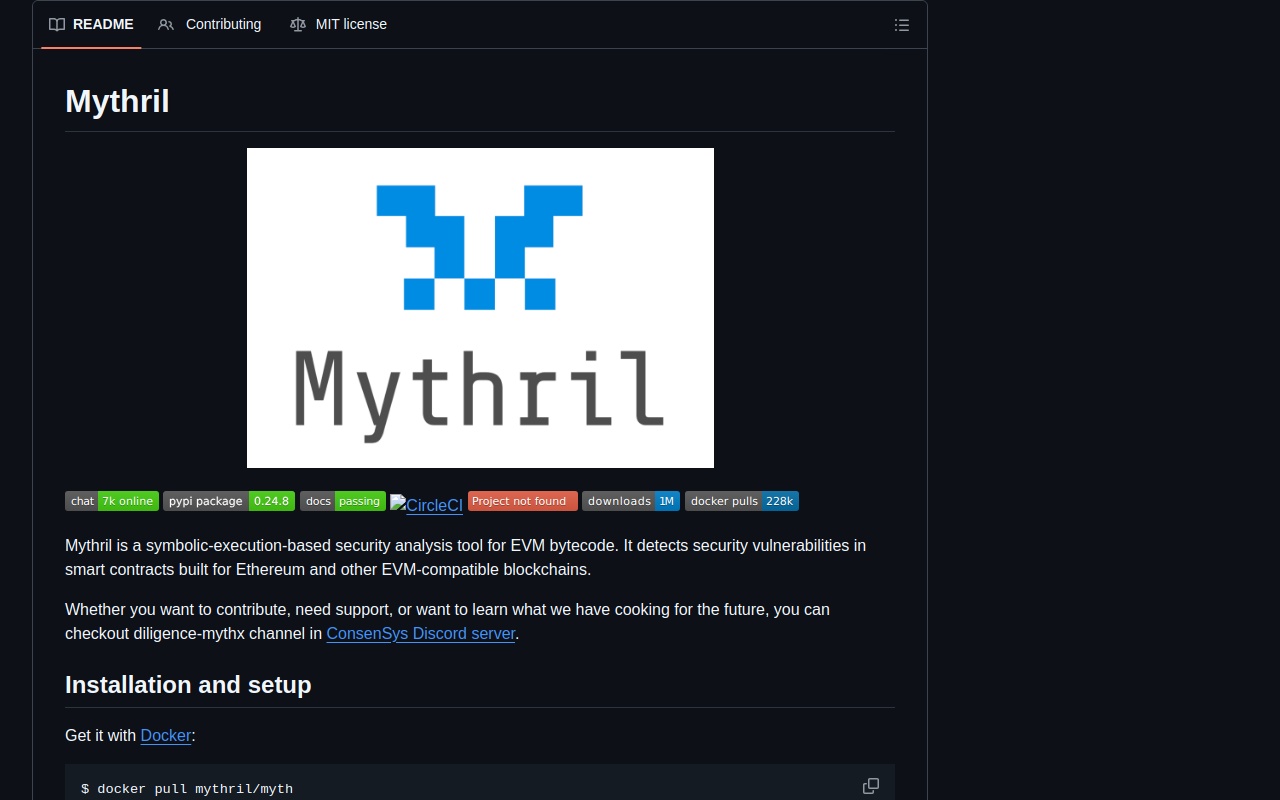 README Contributing MIT license
Mythril
Mythril
chat 7k online pypi package 0.24.8 docs passing CircleCI Project not found downloads 1M docker pulls 228k
Mythril is a symbolic-execution-based security analysis tool for EVM bytecode. It detects security vulnerabilities in
smart contracts built for Ethereum and other EVM-compatible blockchains.
Whether you want to contribute, need support, or want to learn what we have cooking for the future, you can
checkout diligence-mythx channel in ConsenSys Discord server.
Installation and setup
Get it with Docker:
$ docker pull mythril/myth